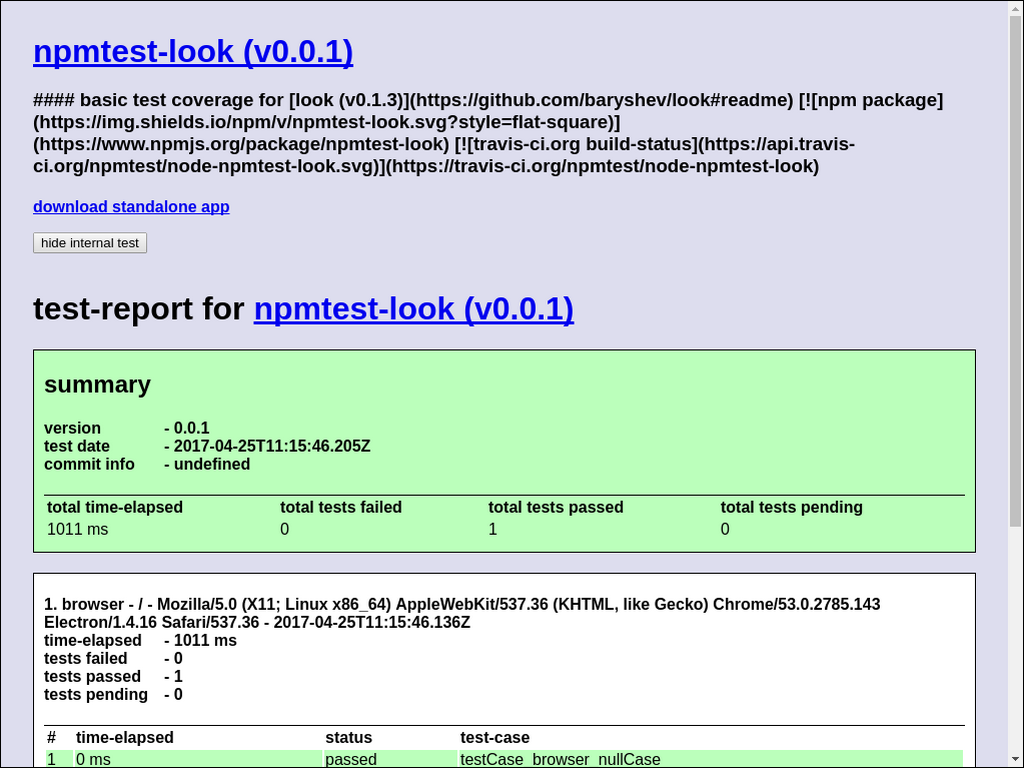 npmtest-look (v0.0.1)
#### basic test coverage for [look (v0.1.3)](https://github.com/baryshev/look#readme) [![npm package]
(https://img.shields.io/npm/v/npmtest-look.svg?style=flat-square)]
(https://www.npmjs.org/package/npmtest-look) [![travis-ci.org build-status](https://api.travis-
ci.org/npmtest/node-npmtest-look.svg)](https://travis-ci.org/npmtest/node-npmtest-look)
download standalone app
hide internal test
test-report for npmtest-look (v0.0.1)
summary
version - 0.0.1
test date - 2017-04-25T11:15:46.205Z
commit info - undefined
total time-elapsed total tests failed total tests passed total tests pending
1011 ms 0 1 0
1. browser - / - Mozilla/5.0 (X11; Linux x86_64) AppleWebKit/537.36 (KHTML, like Gecko) Chrome/53.0.2785.143
Electron/1.4.16 Safari/537.36 - 2017-04-25T11:15:46.136Z
time-elapsed - 1011 ms
tests failed - 0
tests passed - 1
tests pending - 0
# time-elapsed status test-case
1 0 ms passed testCase_browser_nullCase